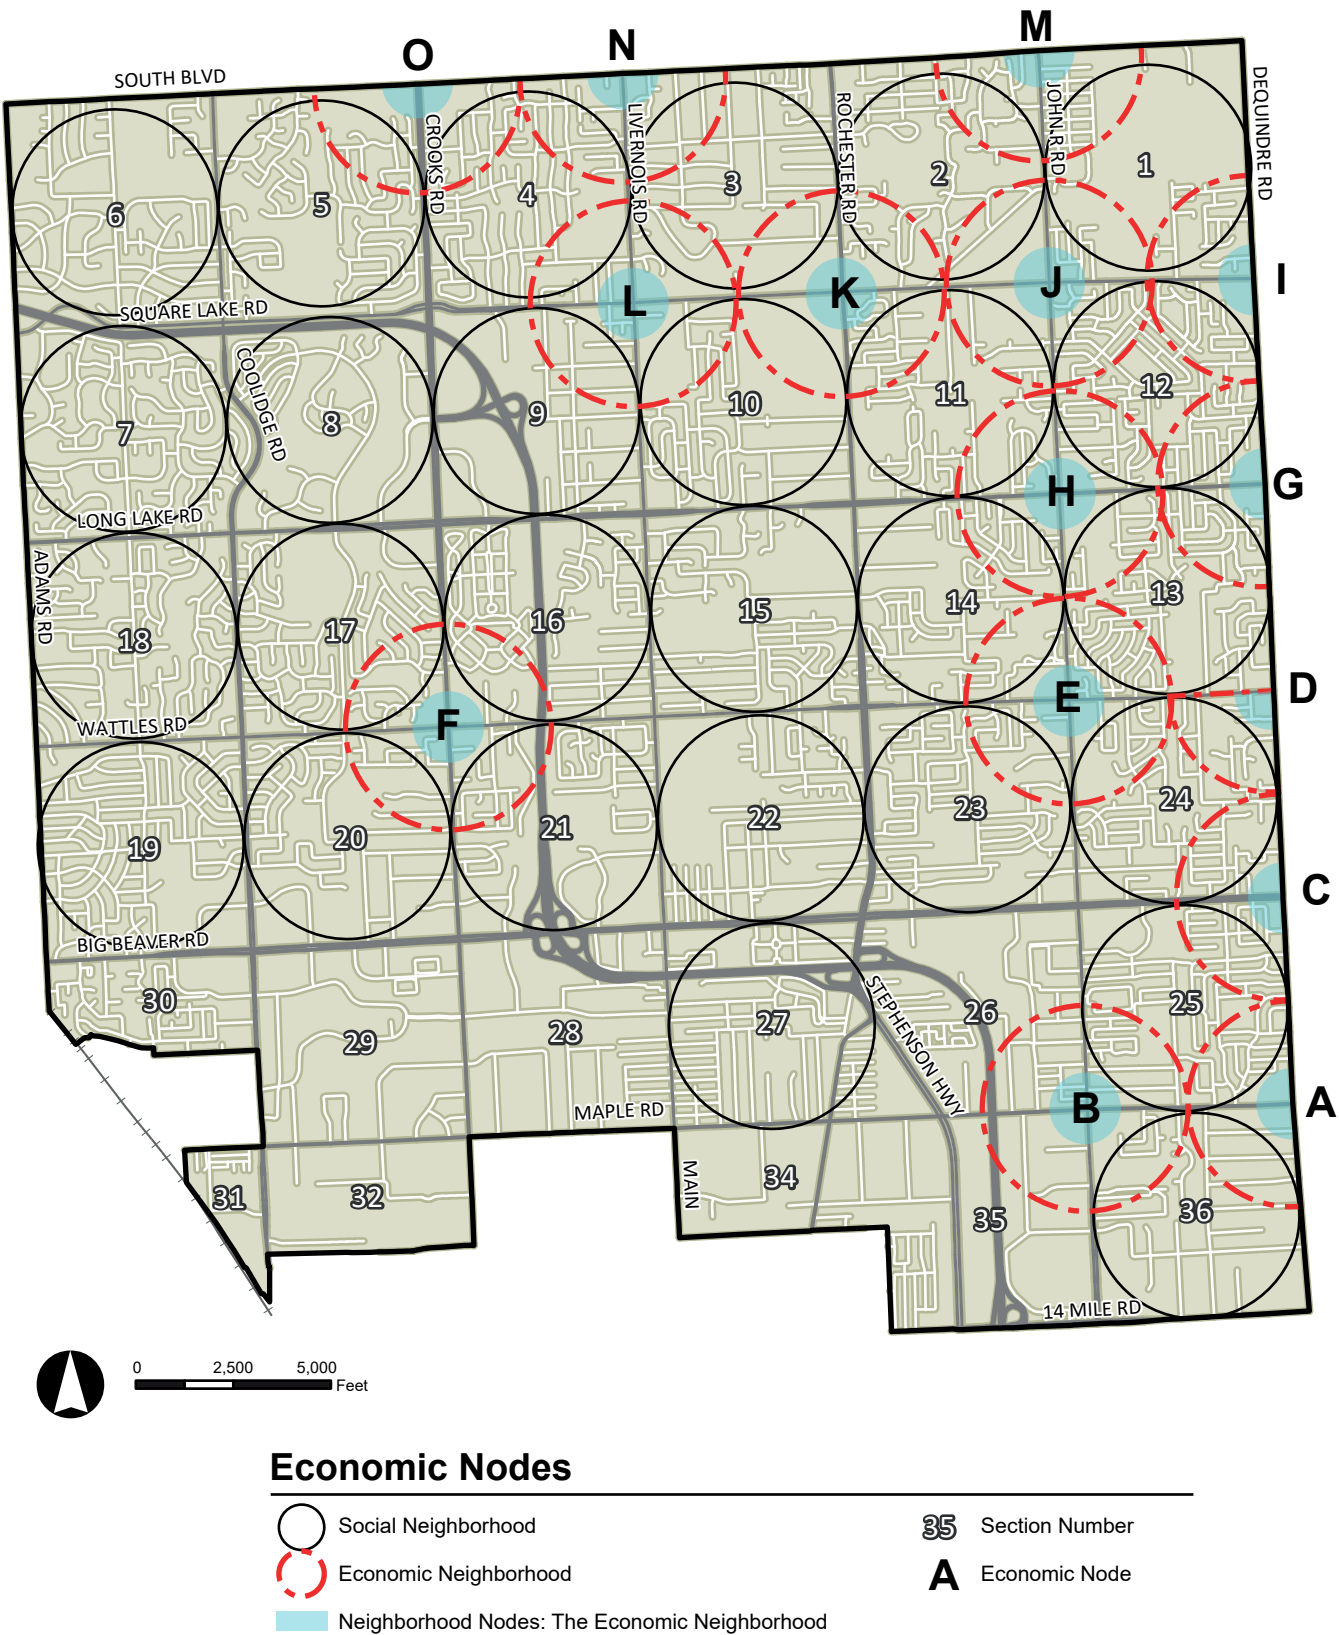 M
N
O
SOUTH BLVD
DEQUINDRE RD
JOHN R RD
ROCHESTER RD
LIVERNOIS RD
CROOKS RD
1
2
3
4
5
6
I
J
K
L
SQUARE LAKE RD
COOLIDGE RD
12
11
10
9
8
7
G
H
LONG LAKE RD
ADAMS RD
13
14
15
16
17
18
D
E
F
WATTLES RD
24
23
22
21
20
19
C
BIG BEAVER RD
STEPHENSON HWY
25
26
27
28
29
30
A
B
MAPLE RD
MAIN
31
32
34
35
36
14 MILE RD
0 2,500 5,000
Feet
Economic Nodes
Social Neighborhood
35 Section Number
Economic Neighborhood
A Economic Node
Neighborhood Nodes: The Economic Neighborhood